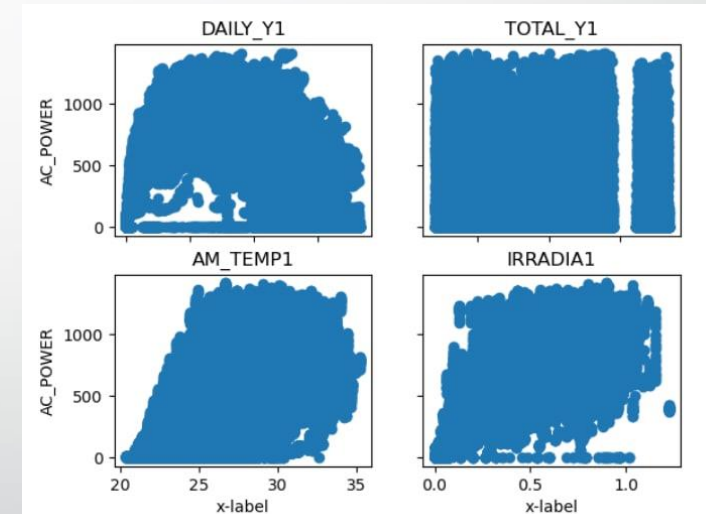 DAILY_Y1
TOTAL_Y1
AC_POWER
1000
500
0
AM_TEMP1
IRRADIA1
AC_POWER
1000
500
0
20 25 30 35
0.0 0.5 1.0
x-label
x-label